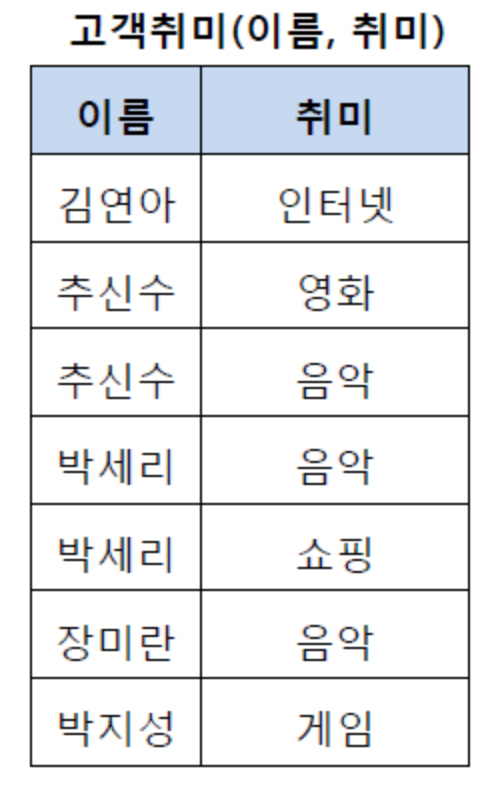 고객취미(이름, 취미)
이름 취미
김연아 인터넷
추신수 영화
추신수 음악
박세리 음악
박세리 쇼핑
장미란 음악
박지성 게임